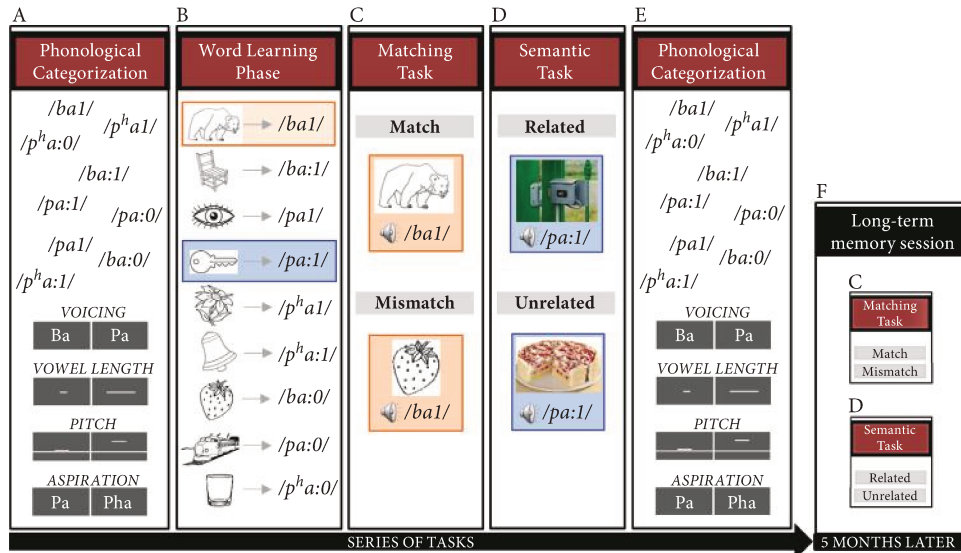 A
Phonological
Categorization
/ba1/
/pʰa1/
/pʰa:0/
/ba:1/
/pa:1/
/pa:0/
/pa1/
/ba:0/
/pʰa:1/
VOICING
Ba Pa
VOWEL LENGTH
PITCH
ASPIRATION
Pa Pha
B
Word Learning
Phase
/ba1/
/ba:1/
/pa1/
/pa:1/
/pʰa1/
/pʰa:1/
/ba:0/
/pa:0/
/pʰa:0/
C
Matching
Task
Match
/ba1/
Mismatch
/ba1/
D
Semantic
Task
Related
/pa:1/
Unrelated
/pa:1/
E
Phonological
Categorization
/ba1/
/pʰa1/
/pʰa:0/
/ba:1/
/pa:1/
/pa:0/
/pa1/
/ba:0/
/pʰa:1/
VOICING
Ba Pa
VOWEL LENGTH
PITCH
ASPIRATION
Pa Pha
F
Long-term
memory session
C
Matching
Task
Match
Mismatch
D
Semantic
Task
Related
Unrelated
SERIES OF TASKS
5 MONTHS LATER